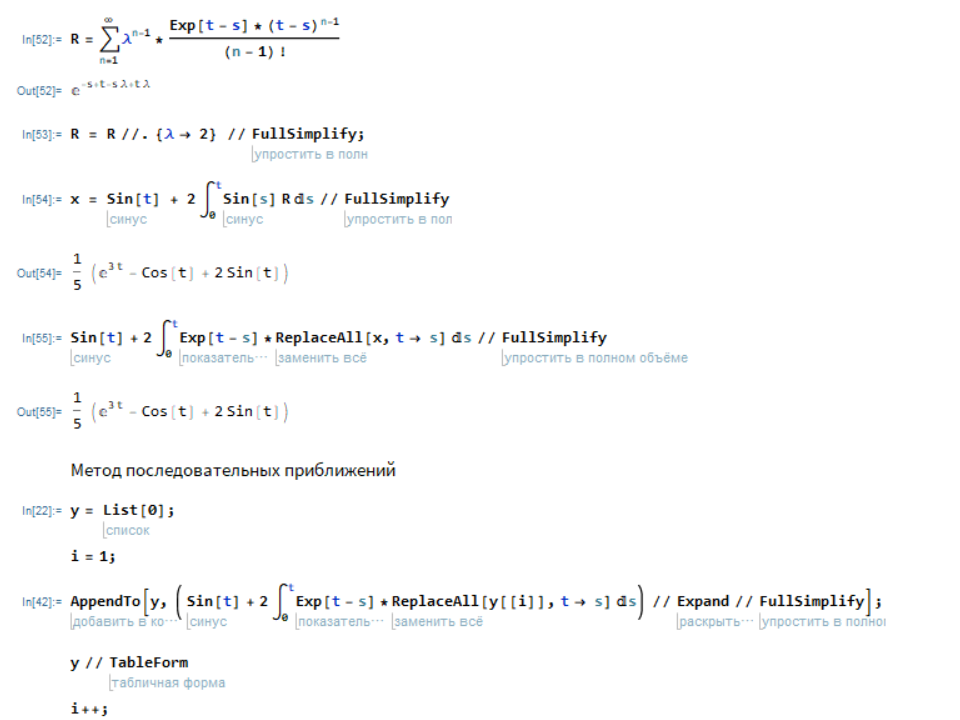 In[52]:= R = ∑_{n=1}^{∞} λ^{n-1} * (Exp[t - s] * (t - s)^{n-1})/((n - 1) !)
Out[52]= e^{-s+t-s λ+t λ}
In[53]:= R = R //. {λ → 2} // FullSimplify;
упростить в полн
In[54]:= x = Sin[t] + 2 ∫_0^t Sin[s] R ds // FullSimplify
синус синус упростить в пол
Out[54]= 1/5 (e^{3 t} - Cos[t] + 2 Sin[t])
In[55]:= Sin[t] + 2 ∫_0^t Exp[t - s] * ReplaceAll[x, t → s] ds // FullSimplify
синус показатель… заменить всё упростить в полном объёме
Out[55]= 1/5 (e^{3 t} - Cos[t] + 2 Sin[t])
Метод последовательных приближений
In[22]:= y = List[0];
список
i = 1;
In[42]:= AppendTo[y, (Sin[t] + 2 ∫_0^t Exp[t - s] * ReplaceAll[y[[i]], t → s] ds) // Expand // FullSimplify];
добавить в ко… синус показатель… заменить всё раскрыть… упростить в полног
y // TableForm
табличная форма
i++;